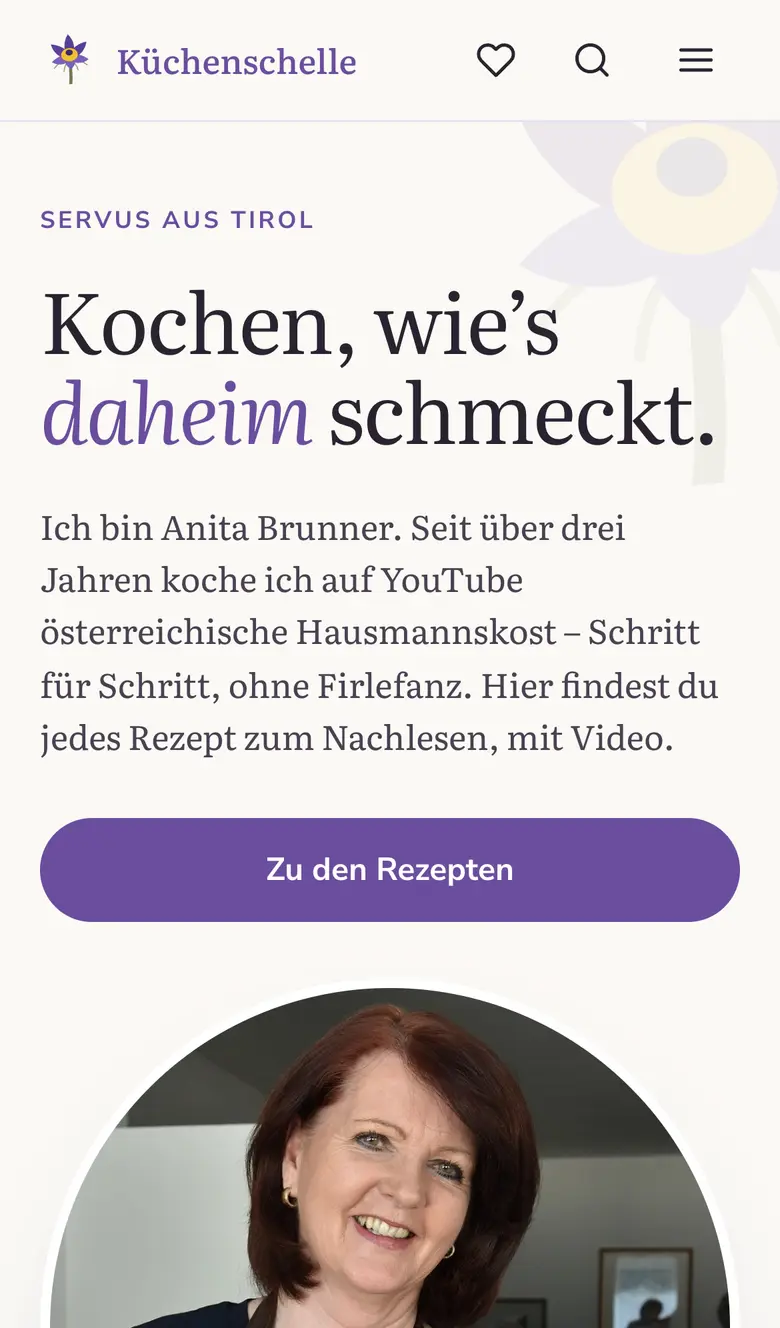 Küchenschelle
SERVUS AUS TIROL
Kochen, wie’s
daheim schmeckt.
Ich bin Anita Brunner. Seit über drei
Jahren koche ich auf YouTube
österreichische Hausmannskost – Schritt
für Schritt, ohne Firlefanz. Hier findest du
jedes Rezept zum Nachlesen, mit Video.
Zu den Rezepten